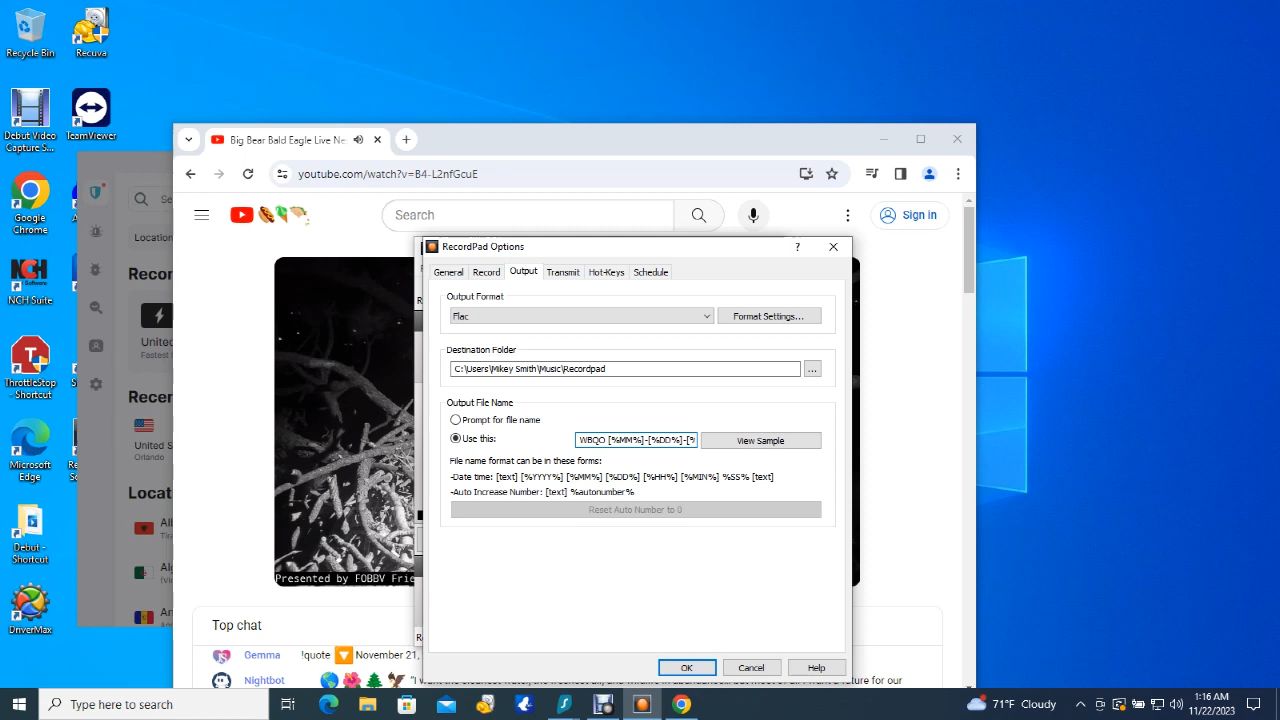 Recycle Bin
Recuva
Debut Video
Capture S...
TeamViewer
Google
Chrome
NCH Suite
ThrottleStop
- Shortcut
Microsoft
Edge
Debut -
Shortcut
DriverMax
Location
Recor
United
Fastest
Recen
United S
Orlando
Locat
Big Bear Bald Eagle Live Ne
youtube.com/watch?v=B4-L2nfGcuE
Search
Sign in
Presented by FOBBV Frie
Top chat
Gemma !quote November 21,
Nightbot
RecordPad Options
General Record Output Transmit Hot-Keys Schedule
Output Format
Flac
Format Settings...
Destination Folder
C:\Users\Mikey Smith\Music\Recordpad
...
Output File Name
Prompt for file name
Use this:
WBQO [%MM%]-[%DD%]-[%
View Sample
File name format can be in these forms:
-Date time: [text] [%YYYY%] [%MM%] [%DD%] [%HH%] [%MIN%] %SS% [text]
-Auto Increase Number: [text] %autonumber%
Reset Auto Number to 0
OK Cancel Help
Type here to search
71°F Cloudy
1:16 AM
11/22/2023